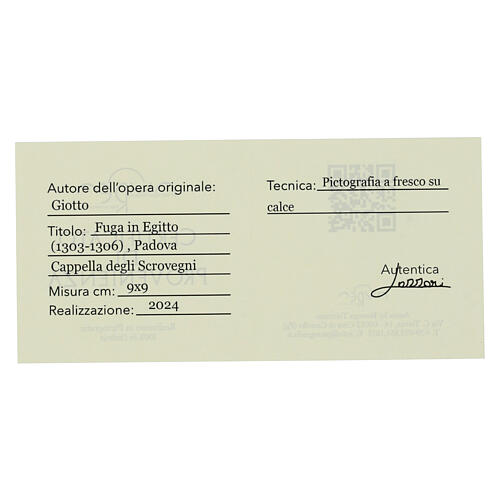 Autore dell'opera originale:
Giotto
Titolo: Fuga in Egitto
(1303-1306) , Padova
Cappella degli Scrovegni
Misura cm: 9x9
Realizzazione: 2024
Tecnica: Pictografia a fresco su
calce
Autentica